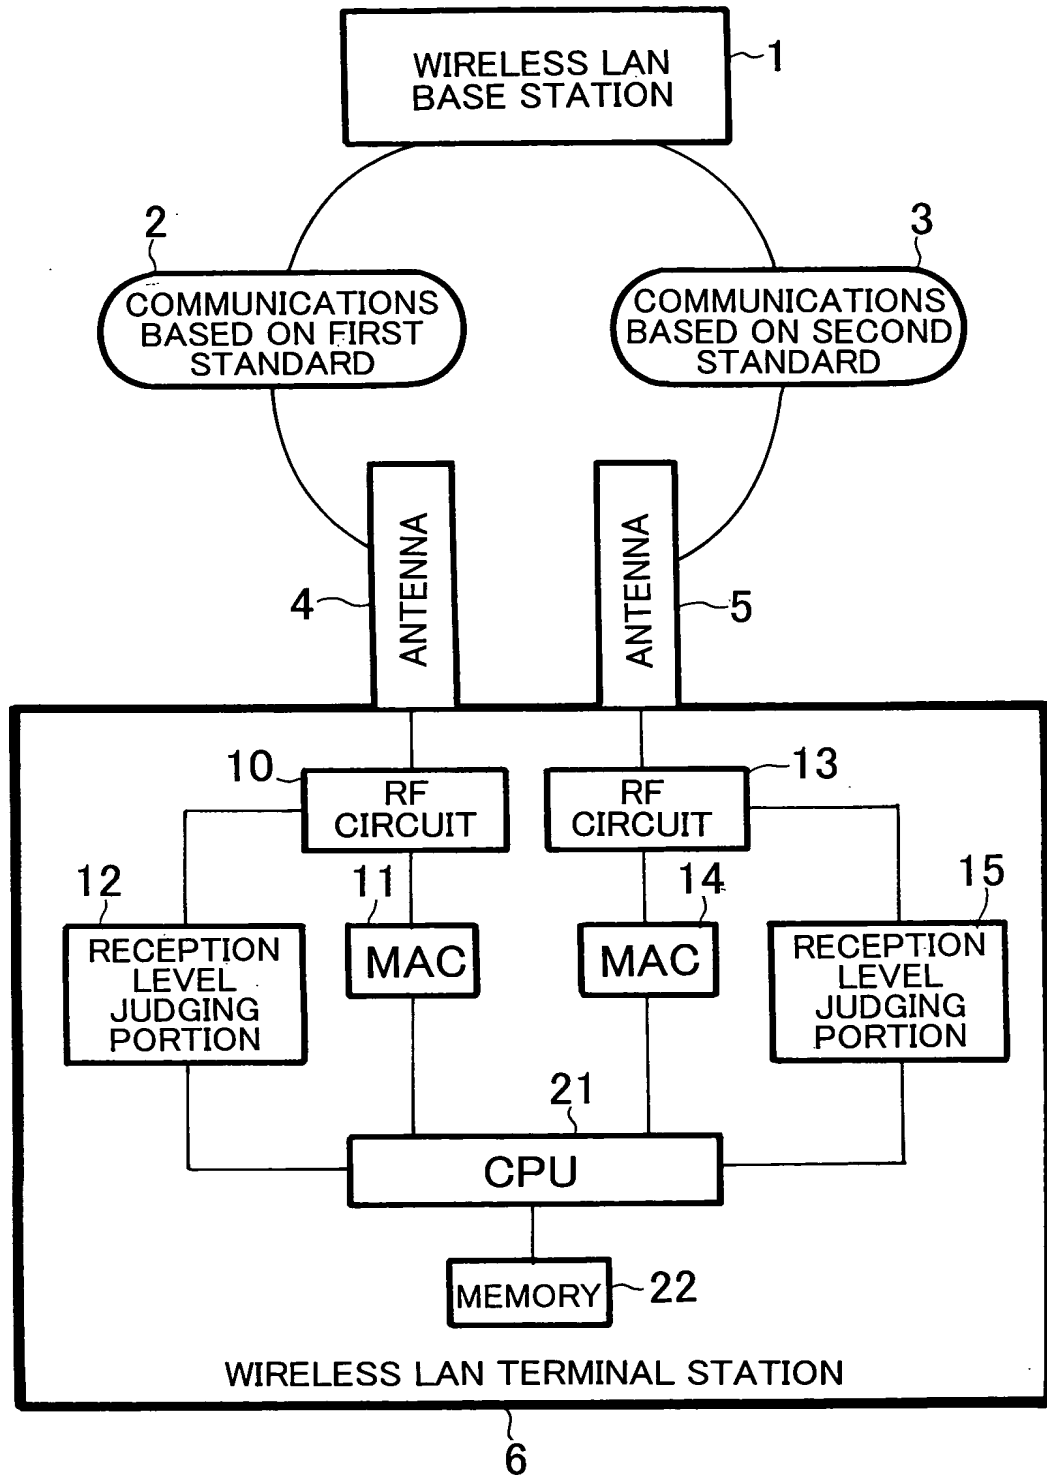 WIRELESS LAN
BASE STATION
1
2
3
COMMUNICATIONS
BASED ON FIRST
STANDARD
COMMUNICATIONS
BASED ON SECOND
STANDARD
ANTENNA
ANTENNA
4
5
10
RF
CIRCUIT
RF
CIRCUIT
13
12
11
14
15
RECEPTION
LEVEL
JUDGING
PORTION
MAC
MAC
RECEPTION
LEVEL
JUDGING
PORTION
21
CPU
MEMORY
22
WIRELESS LAN TERMINAL STATION
6